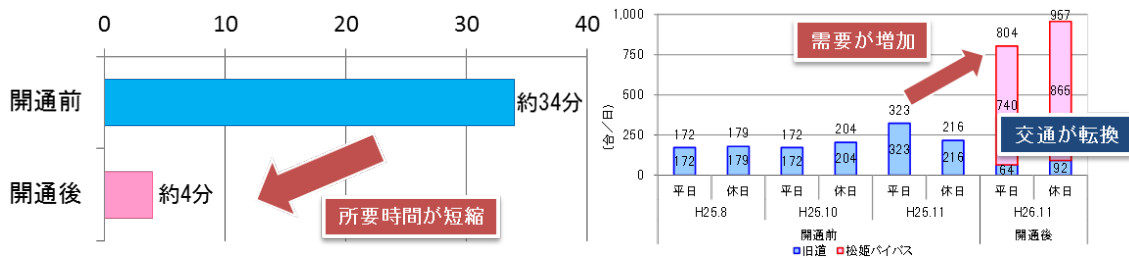 0 10 20 30 40
開通前
約34分
開通後
約4分
所要時間が短縮
1,000
750
500
250
0
(台/日)
172 179 172 204 323 216 804 957
172 179 172 204 323 216 740 865
64 92
需要が増加
交通が転換
平日 休日 平日 休日 平日 休日 平日 休日
H25.8 H25.10 H25.11 H26.11
開通前 開通後
旧道 松姫バイパス